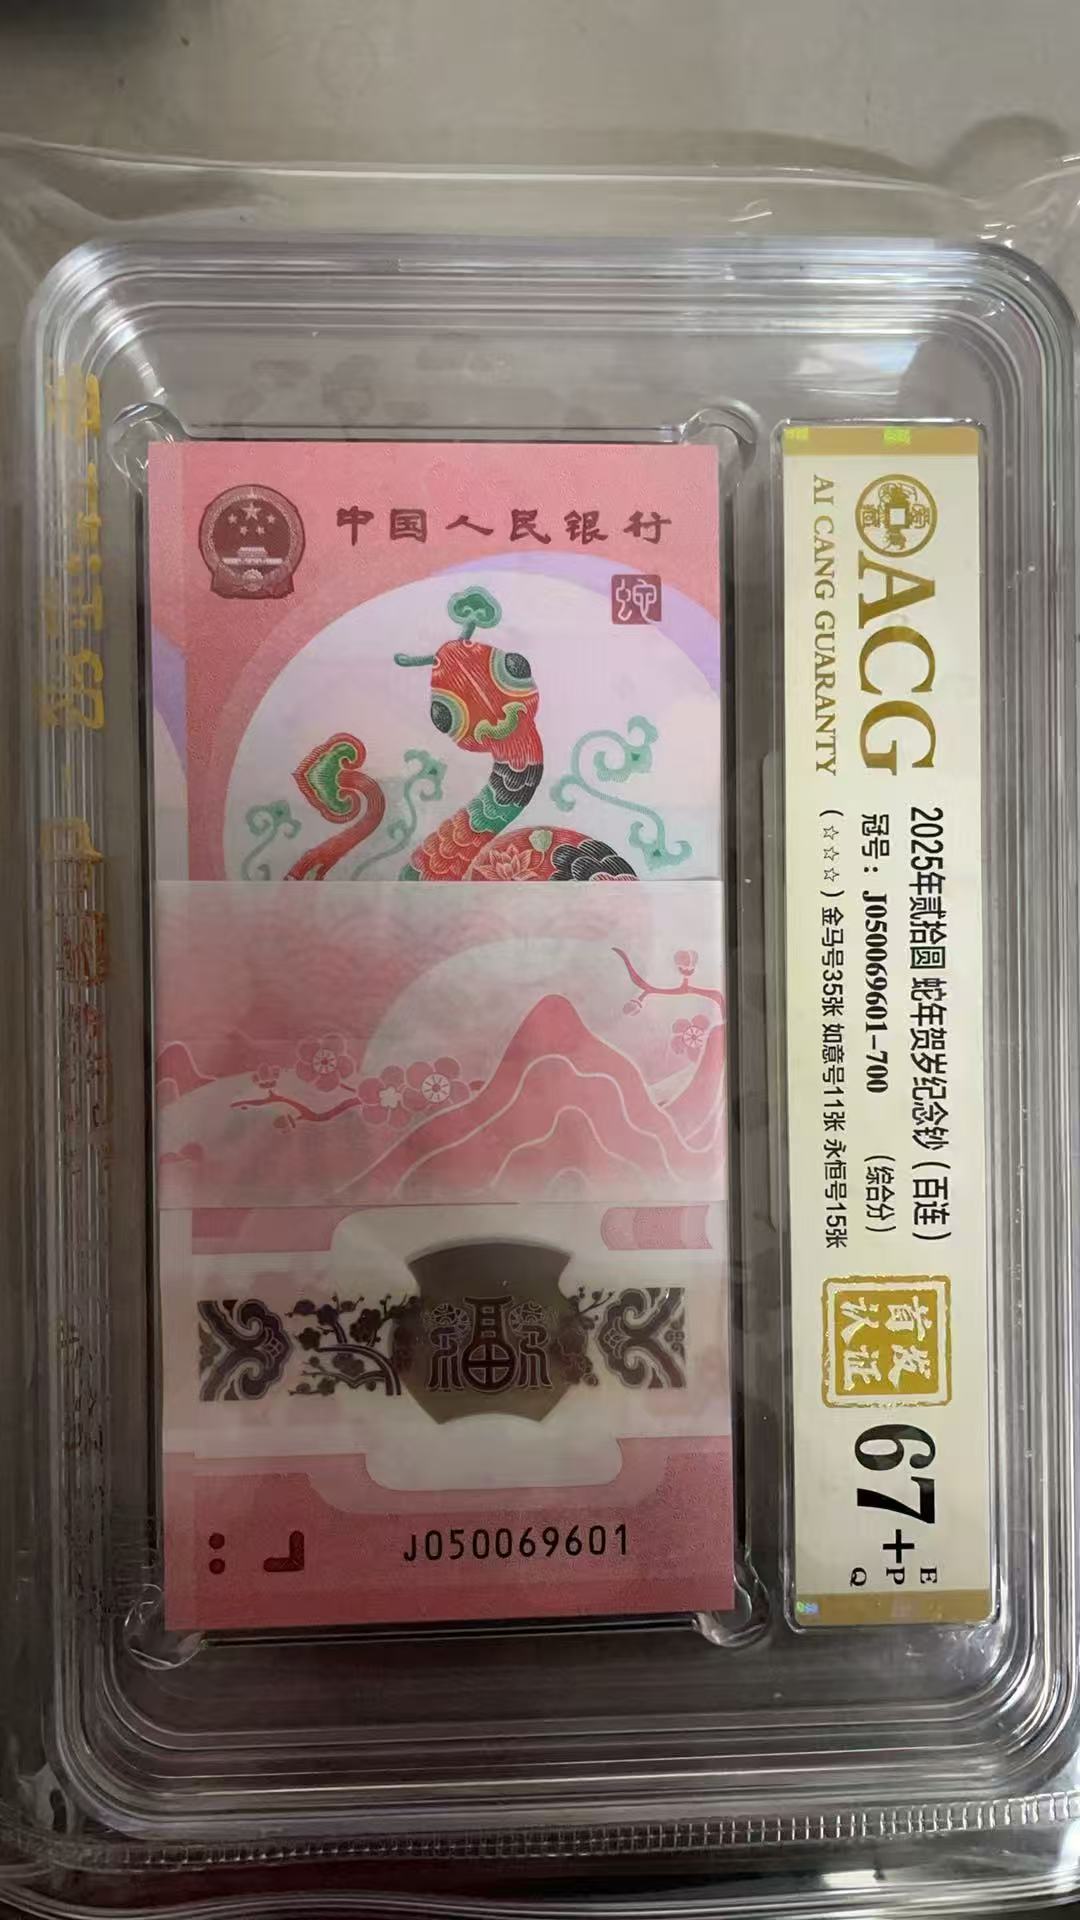 中国人民银行
蛇
福
J050069601
ACG
AI CANG GUARANTY
2025年贰拾圆 蛇年贺岁纪念钞（百连）
冠号：J050069601-700 （综合分）
（☆☆☆）金马号35张 如意号11张 永恒号15张
首发
认证
67+
E
P
Q